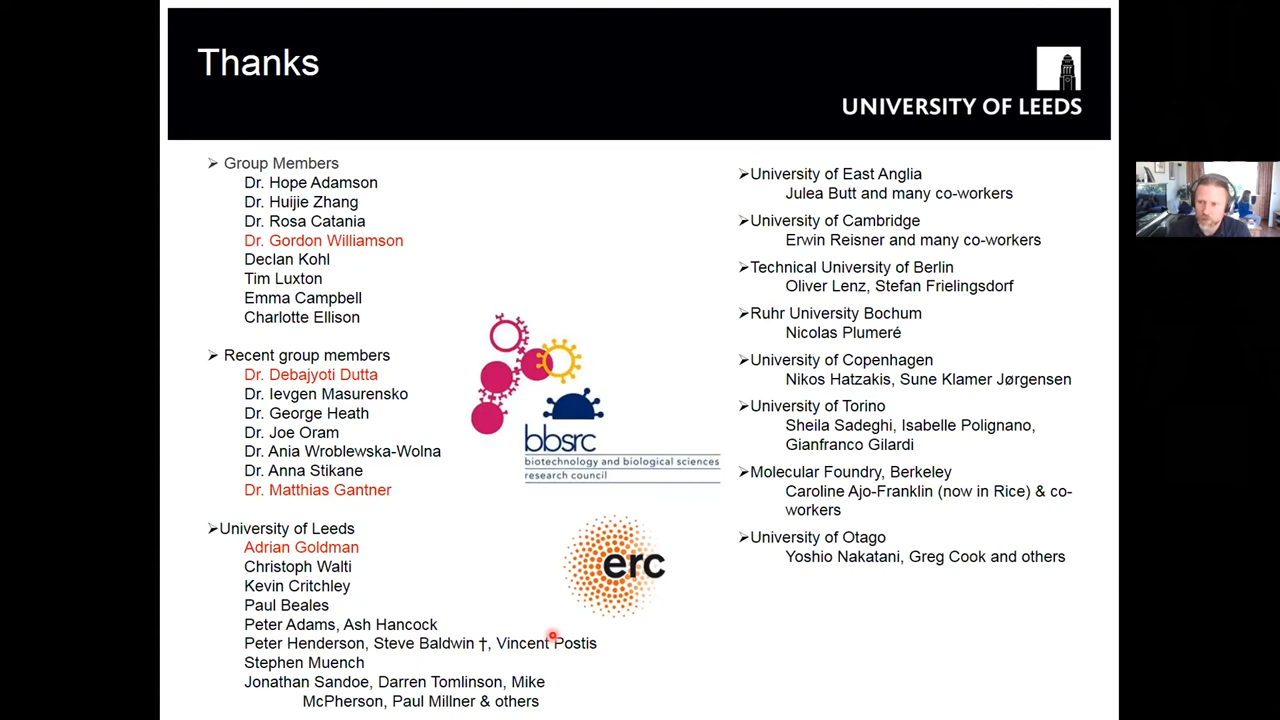 Thanks
UNIVERSITY OF LEEDS
➢ Group Members
Dr. Hope Adamson
Dr. Huijie Zhang
Dr. Rosa Catania
Dr. Gordon Williamson
Declan Kohl
Tim Luxton
Emma Campbell
Charlotte Ellison
➢ Recent group members
Dr. Debajyoti Dutta
Dr. Ievgen Masurensko
Dr. George Heath
Dr. Joe Oram
Dr. Ania Wroblewska-Wolna
Dr. Anna Stikane
Dr. Matthias Gantner
➢University of Leeds
Adrian Goldman
Christoph Walti
Kevin Critchley
Paul Beales
Peter Adams, Ash Hancock
Peter Henderson, Steve Baldwin †, Vincent Postis
Stephen Muench
Jonathan Sandoe, Darren Tomlinson, Mike
McPherson, Paul Millner & others
bbsrc
biotechnology and biological sciences
research council
erc
➢University of East Anglia
Julea Butt and many co-workers
➢University of Cambridge
Erwin Reisner and many co-workers
➢Technical University of Berlin
Oliver Lenz, Stefan Frielingsdorf
➢Ruhr University Bochum
Nicolas Plumeré
➢University of Copenhagen
Nikos Hatzakis, Sune Klamer Jørgensen
➢University of Torino
Sheila Sadeghi, Isabelle Polignano,
Gianfranco Gilardi
➢Molecular Foundry, Berkeley
Caroline Ajo-Franklin (now in Rice) & co-
workers
➢University of Otago
Yoshio Nakatani, Greg Cook and others